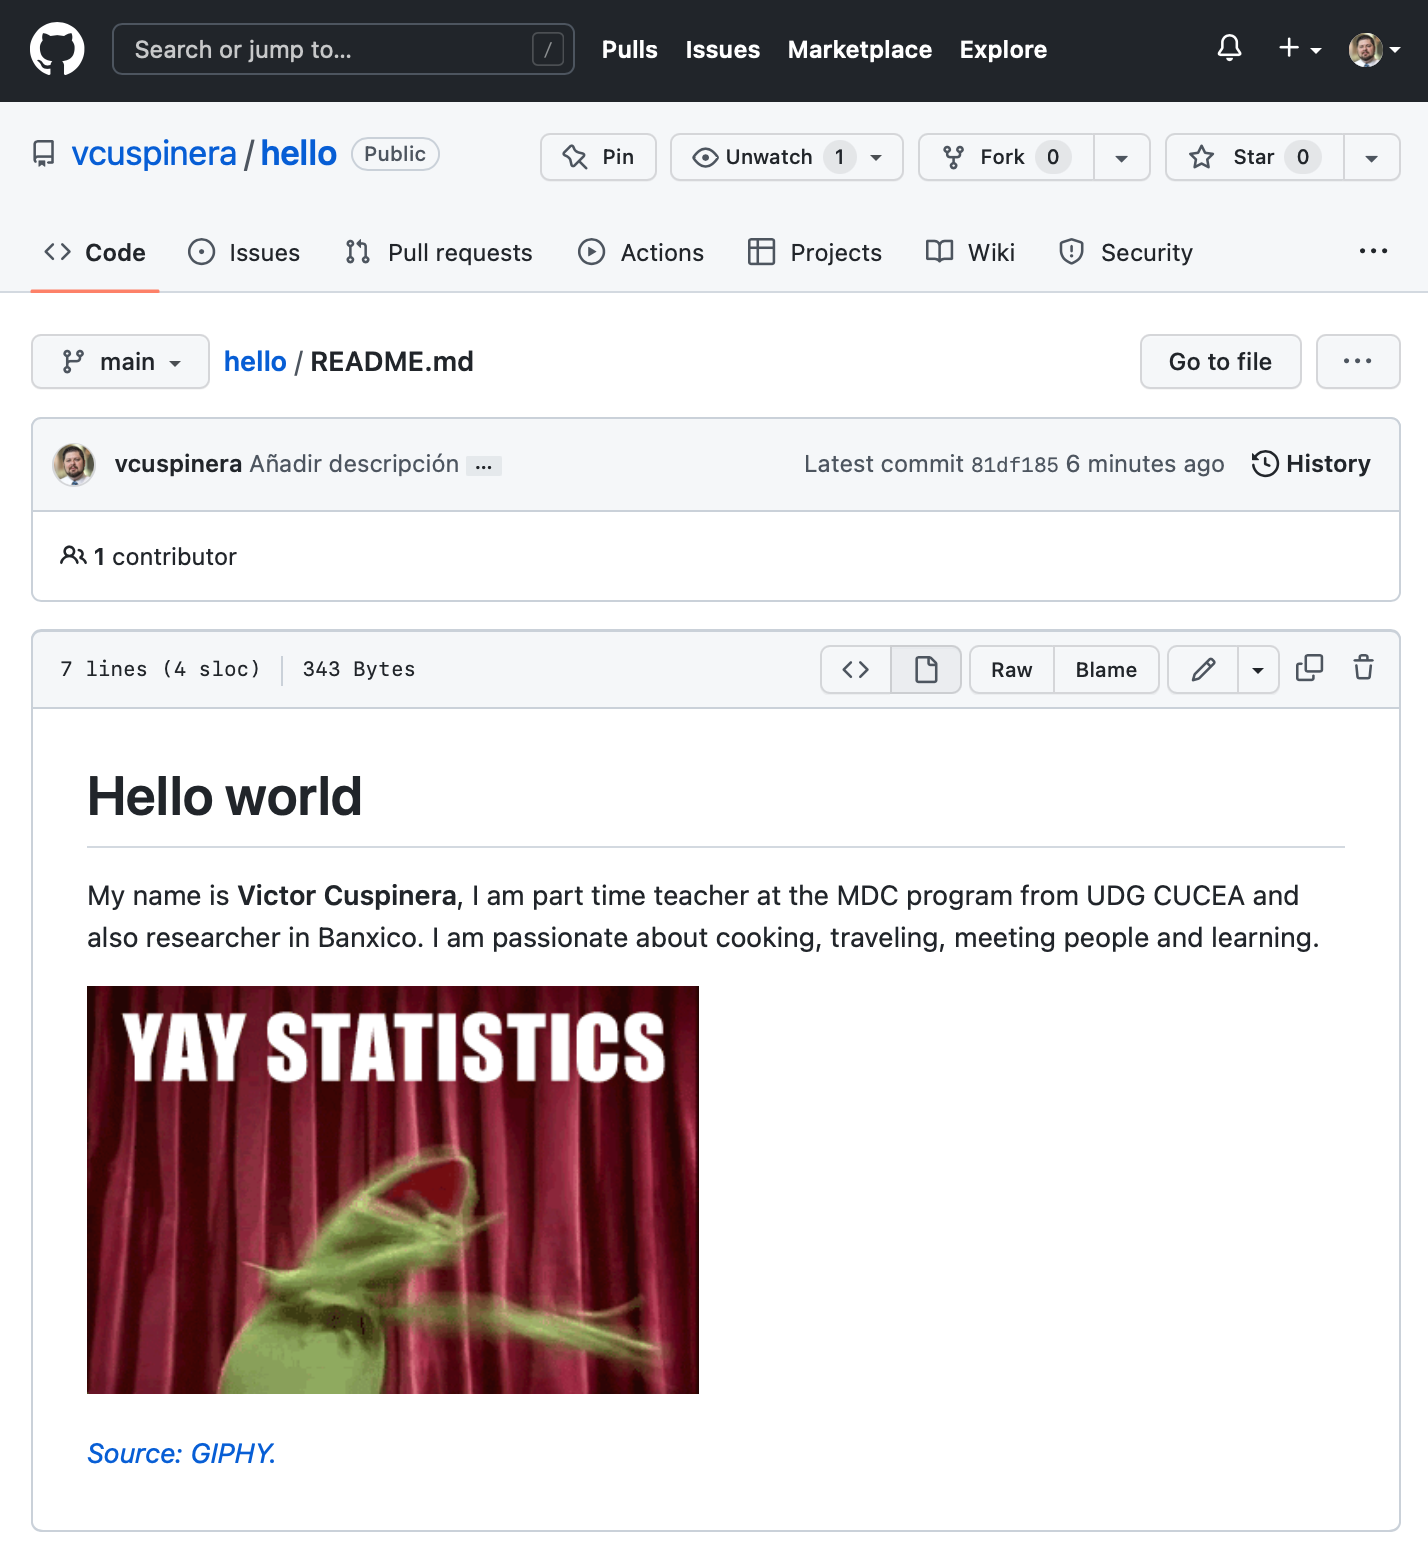 Search or jump to... /
Pulls Issues Marketplace Explore
vcuspinera / hello Public
Pin Unwatch 1 Fork 0 Star 0
Code Issues Pull requests Actions Projects Wiki Security ...
main hello / README.md Go to file ...
vcuspinera Añadir descripción ... Latest commit 81df185 6 minutes ago History
1 contributor
7 lines (4 sloc) 343 Bytes Raw Blame
Hello world
My name is Victor Cuspinera, I am part time teacher at the MDC program from UDG CUCEA and
also researcher in Banxico. I am passionate about cooking, traveling, meeting people and learning.
YAY STATISTICS
Source: GIPHY.